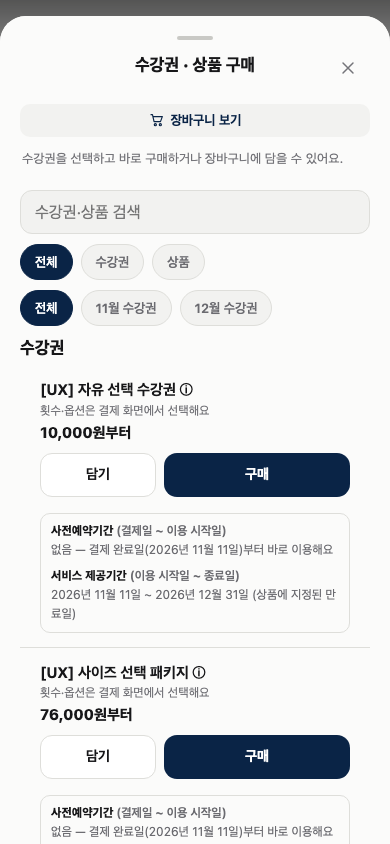 수강권 · 상품 구매
장바구니 보기
수강권을 선택하고 바로 구매하거나 장바구니에 담을 수 있어요.
수강권·상품 검색
전체 수강권 상품
전체 11월 수강권 12월 수강권
수강권
[UX] 자유 선택 수강권 ⓘ
횟수·옵션은 결제 화면에서 선택해요
10,000원부터
담기 구매
사전예약기간 (결제일 ~ 이용 시작일)
없음 — 결제 완료일(2026년 11월 11일)부터 바로 이용해요
서비스 제공기간 (이용 시작일 ~ 종료일)
2026년 11월 11일 ~ 2026년 12월 31일 (상품에 지정된 만
료일)
[UX] 사이즈 선택 패키지 ⓘ
횟수·옵션은 결제 화면에서 선택해요
76,000원부터
담기 구매
사전예약기간 (결제일 ~ 이용 시작일)
없음 — 결제 완료일(2026년 11월 11일)부터 바로 이용해요